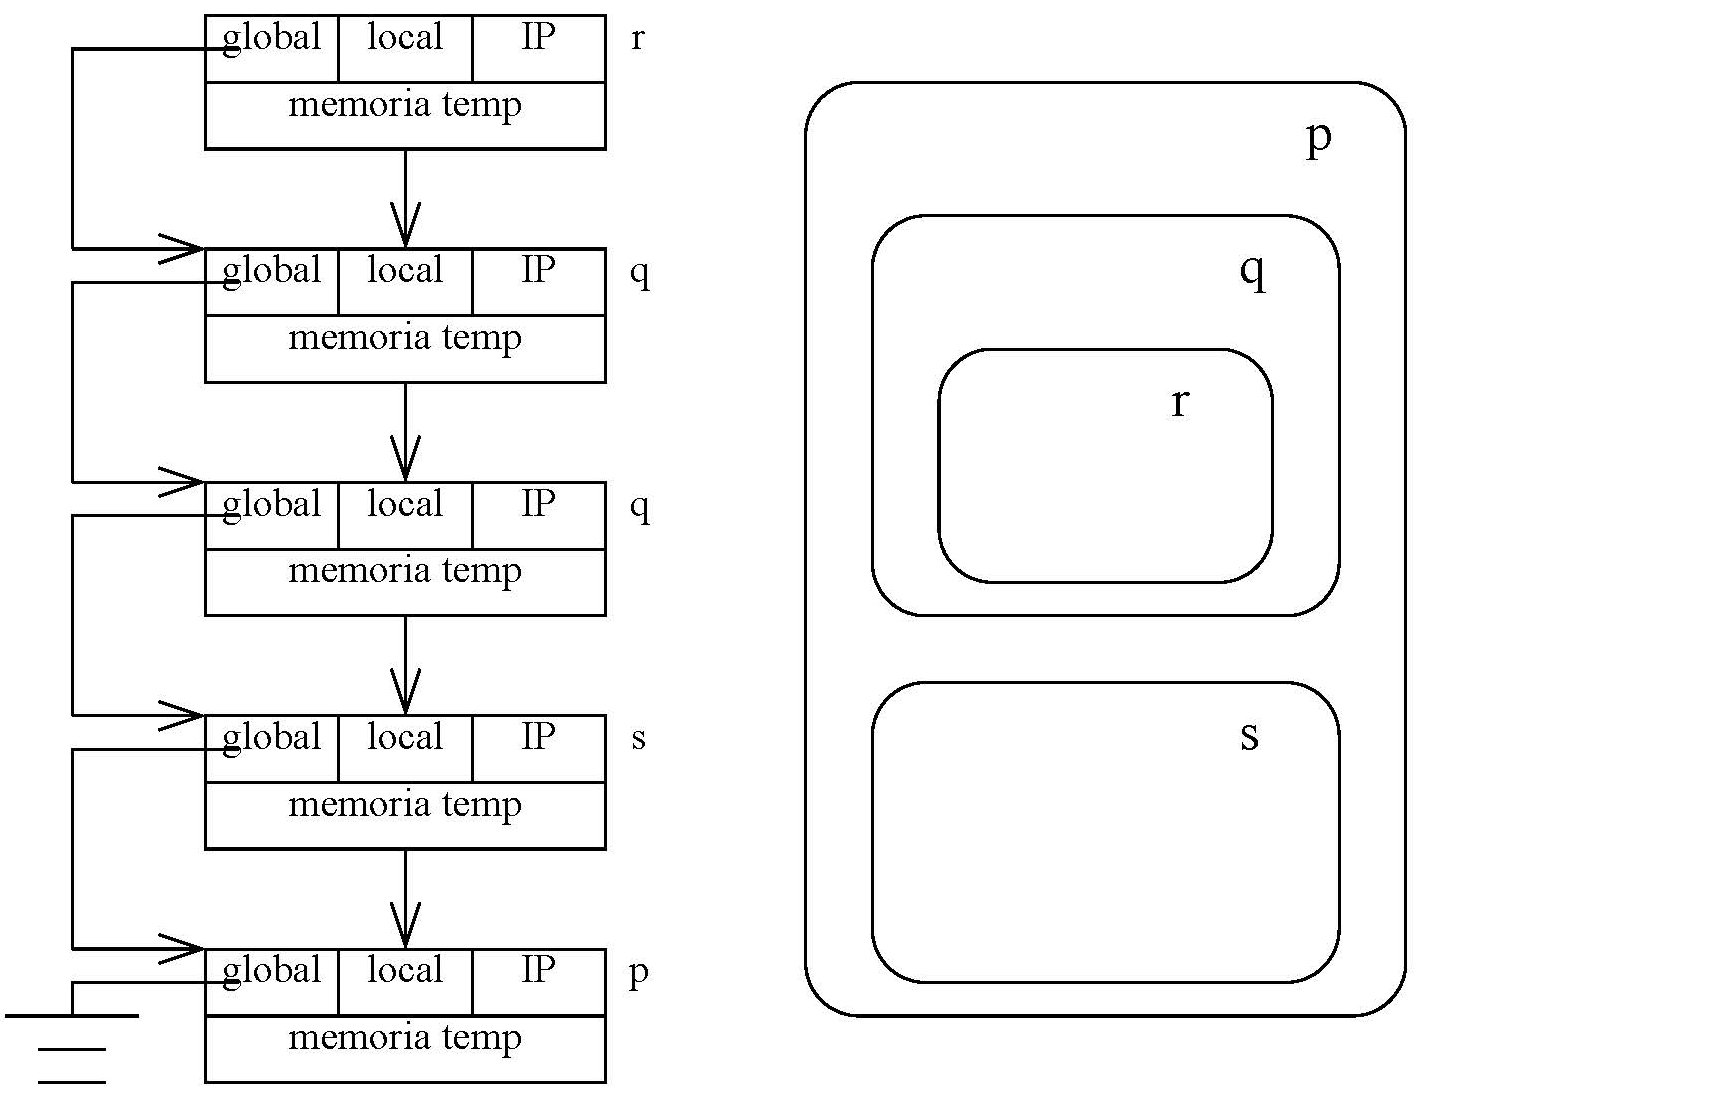 global local IP r
memoria temp
global local IP q
memoria temp
global local IP q
memoria temp
global local IP s
memoria temp
global local IP p
memoria temp
p
q
r
s